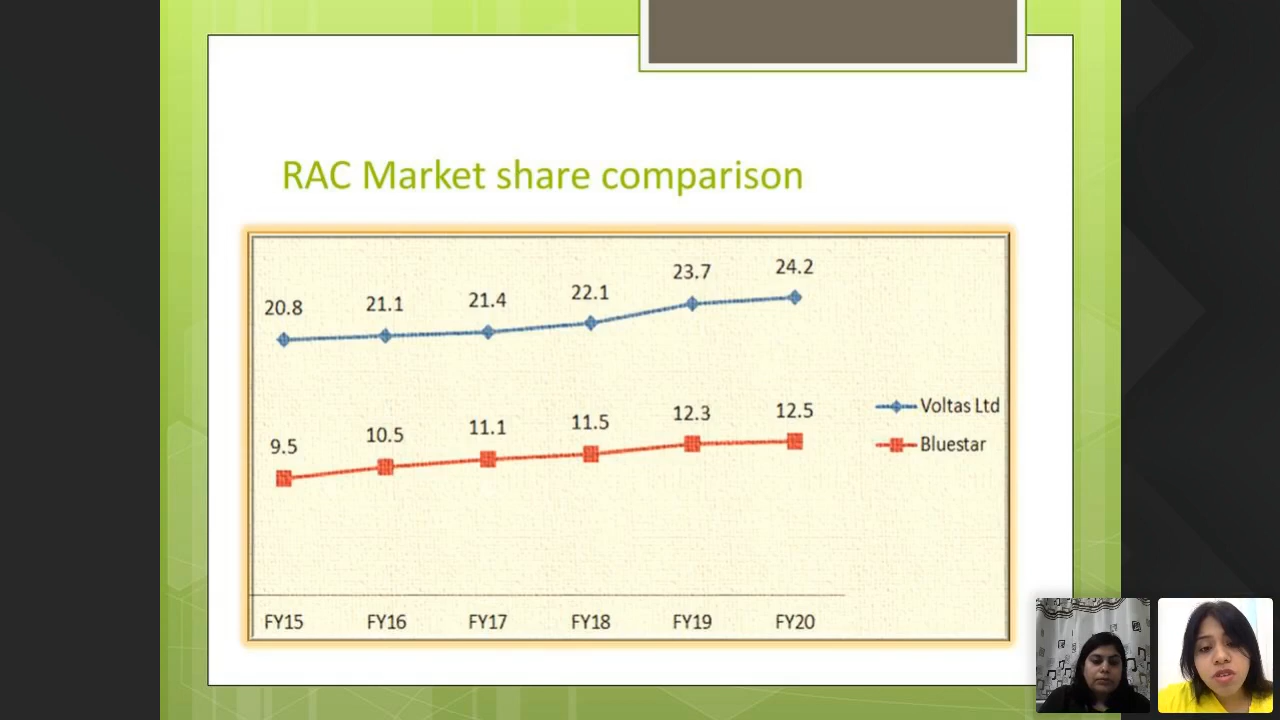 RAC Market share comparison
20.8 21.1 21.4 22.1 23.7 24.2
9.5 10.5 11.1 11.5 12.3 12.5
Voltas Ltd
Bluestar
FY15 FY16 FY17 FY18 FY19 FY20